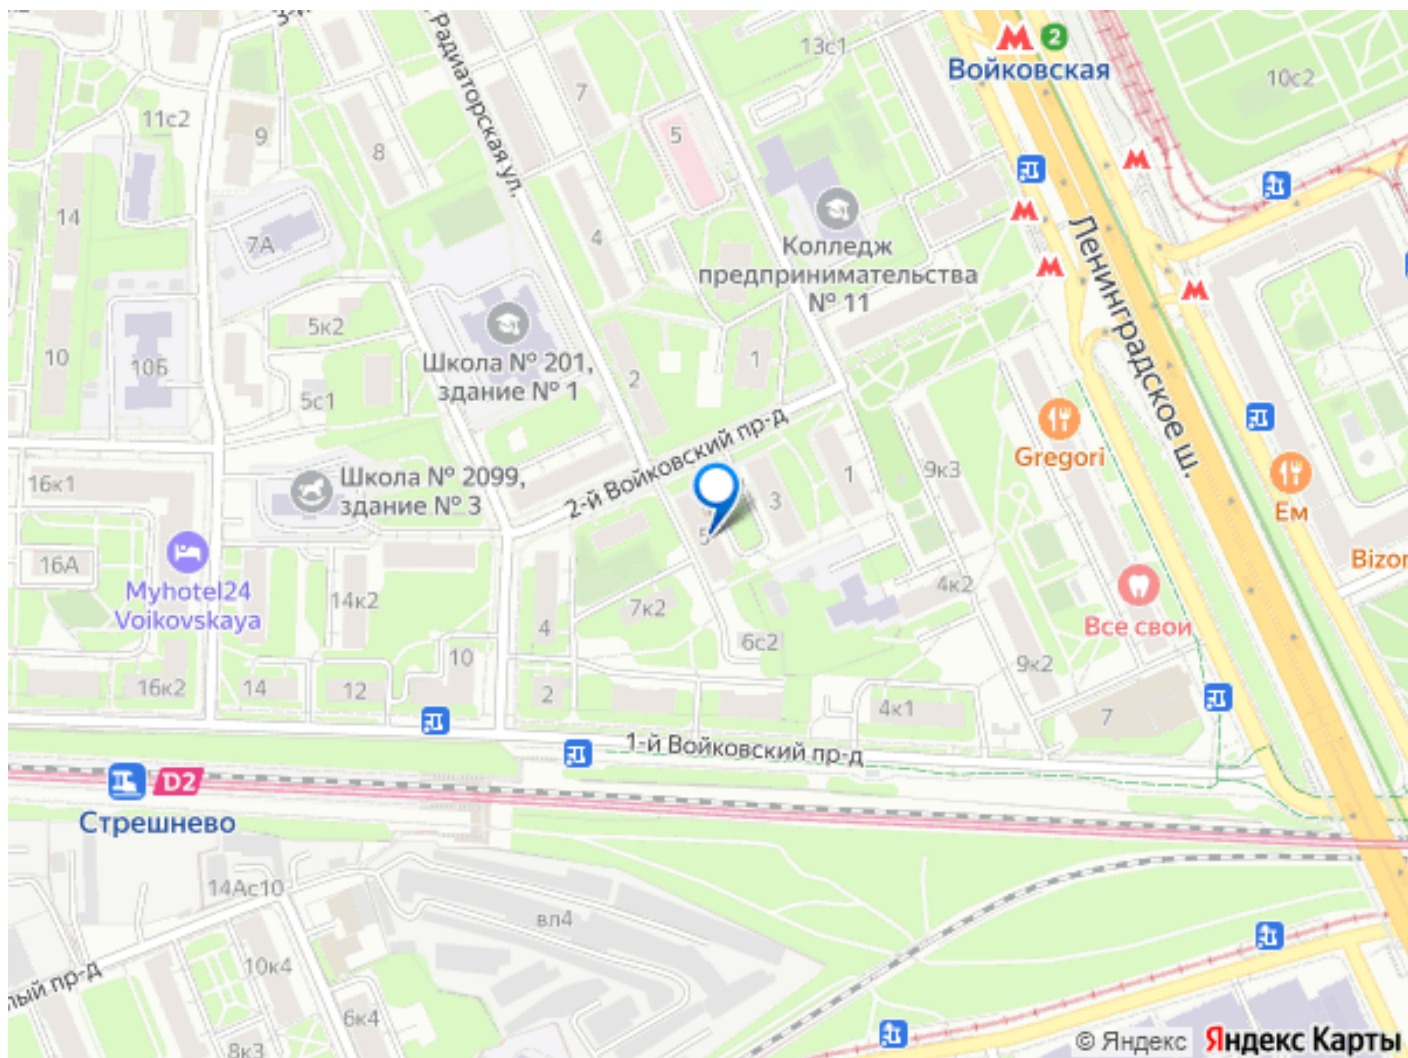 Радиаторская ул.
13с1
2
Войковская
10с2
11с2
9
8
7
5
14
7А
4
Колледж
предпринимательства
№ 11
Ленинградское ш.
10
10Б
5к2
5с1
Школа № 201,
здание № 1
2
1
2-й Войковский пр-д
16к1
Школа № 2099,
здание № 3
3
1
9к3
Gregori
Ем
Bizon
16А
Myhotel24
Voikovskaya
14к2
4
7к2
5
6с2
4к2
Все свои
16к2
14
12
10
2
9к2
4к1
7
1-й Войковский пр-д
D2
Стрешнево
14Ас10
вл4
10к4
лый пр-д
6к4
8к3
© Яндекс Яндекс Карты